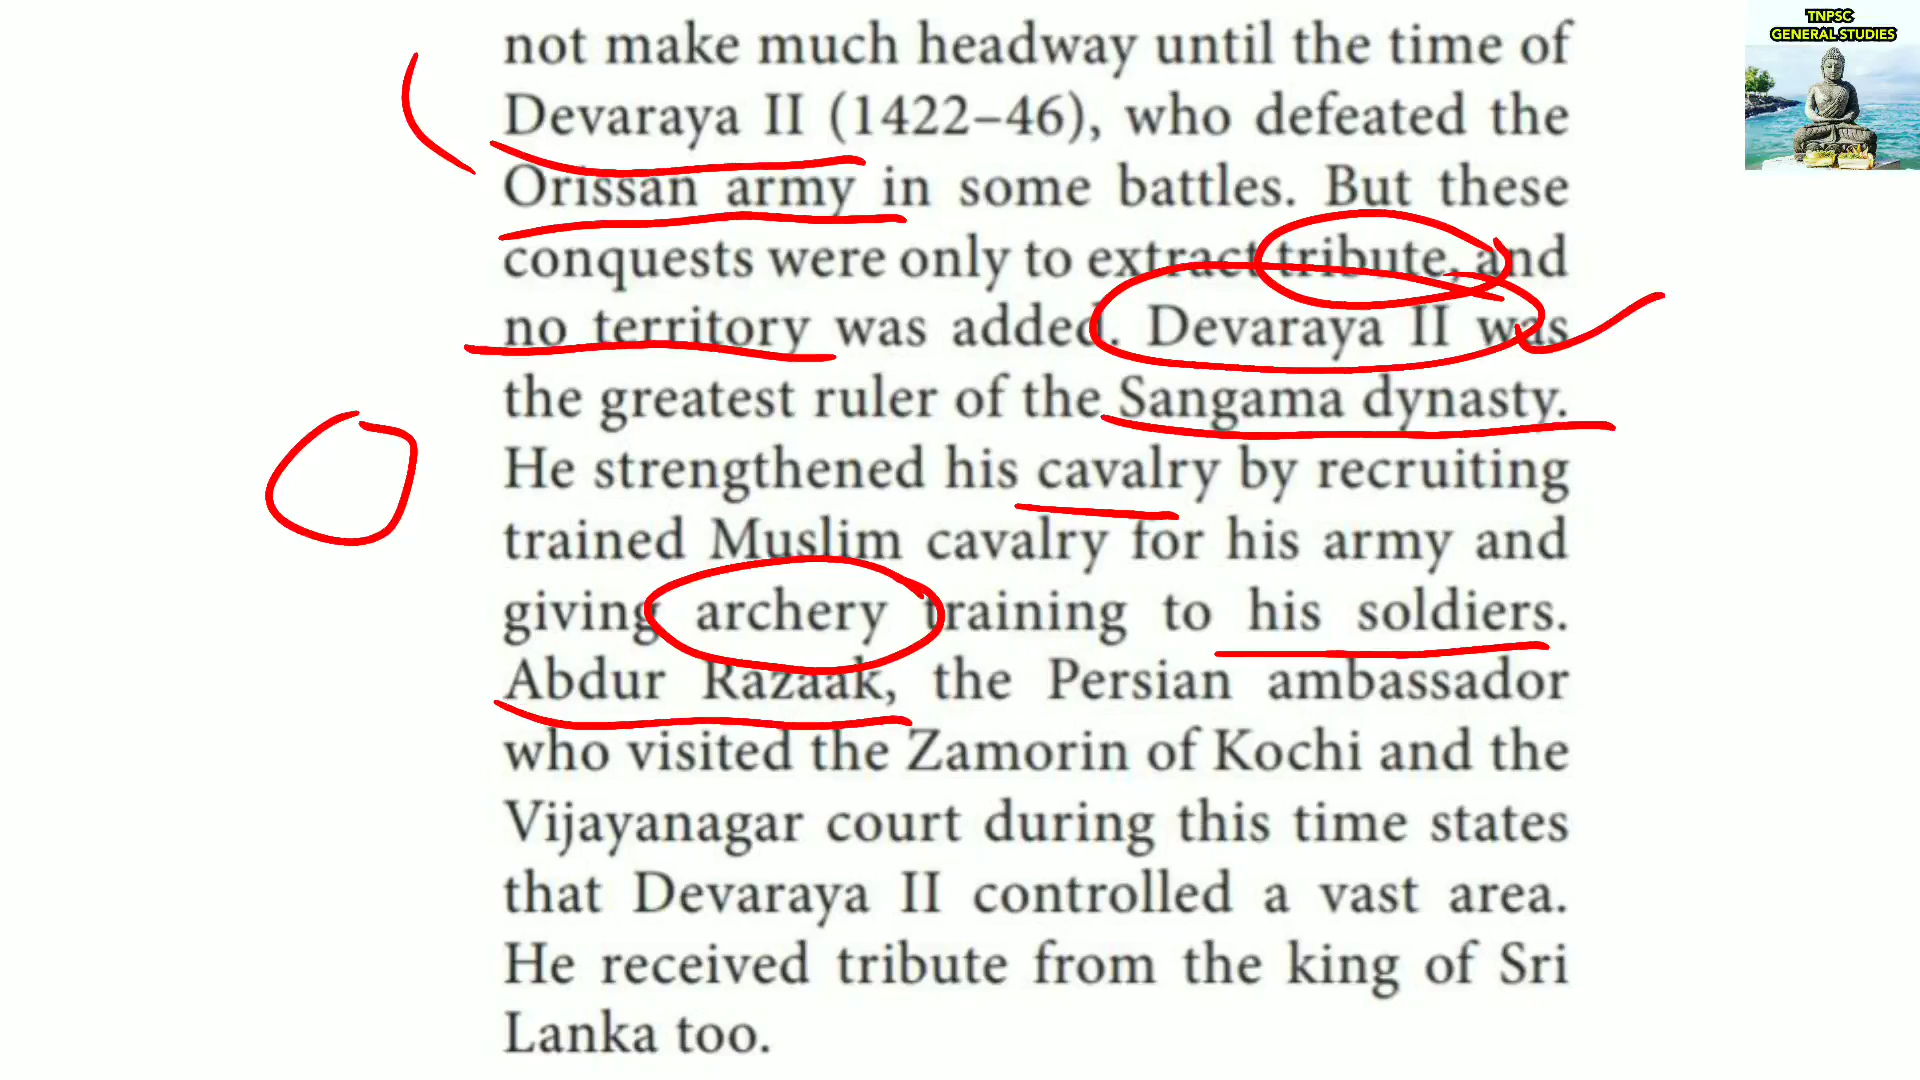 TNPSC
GENERAL STUDIES
not make much headway until the time of
Devaraya II (1422–46), who defeated the
Orissan army in some battles. But these
conquests were only to extract tribute, and
no territory was added. Devaraya II was
the greatest ruler of the Sangama dynasty.
He strengthened his cavalry by recruiting
trained Muslim cavalry for his army and
giving archery training to his soldiers.
Abdur Razaak, the Persian ambassador
who visited the Zamorin of Kochi and the
Vijayanagar court during this time states
that Devaraya II controlled a vast area.
He received tribute from the king of Sri
Lanka too.